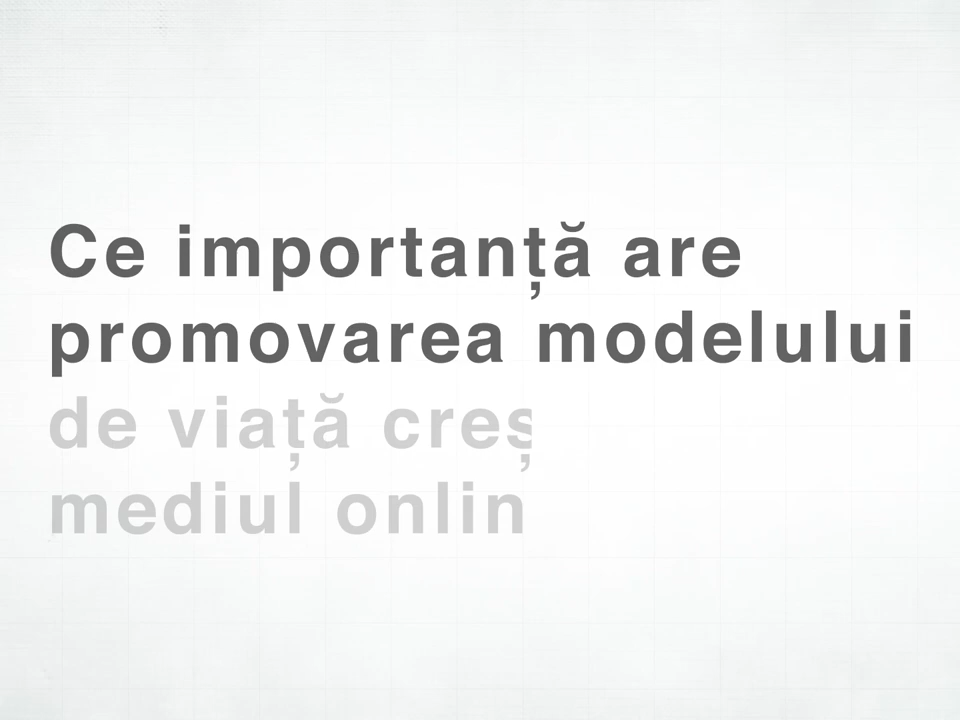 Ce importanță are
promovarea modelului
de viață creș
mediul onlin